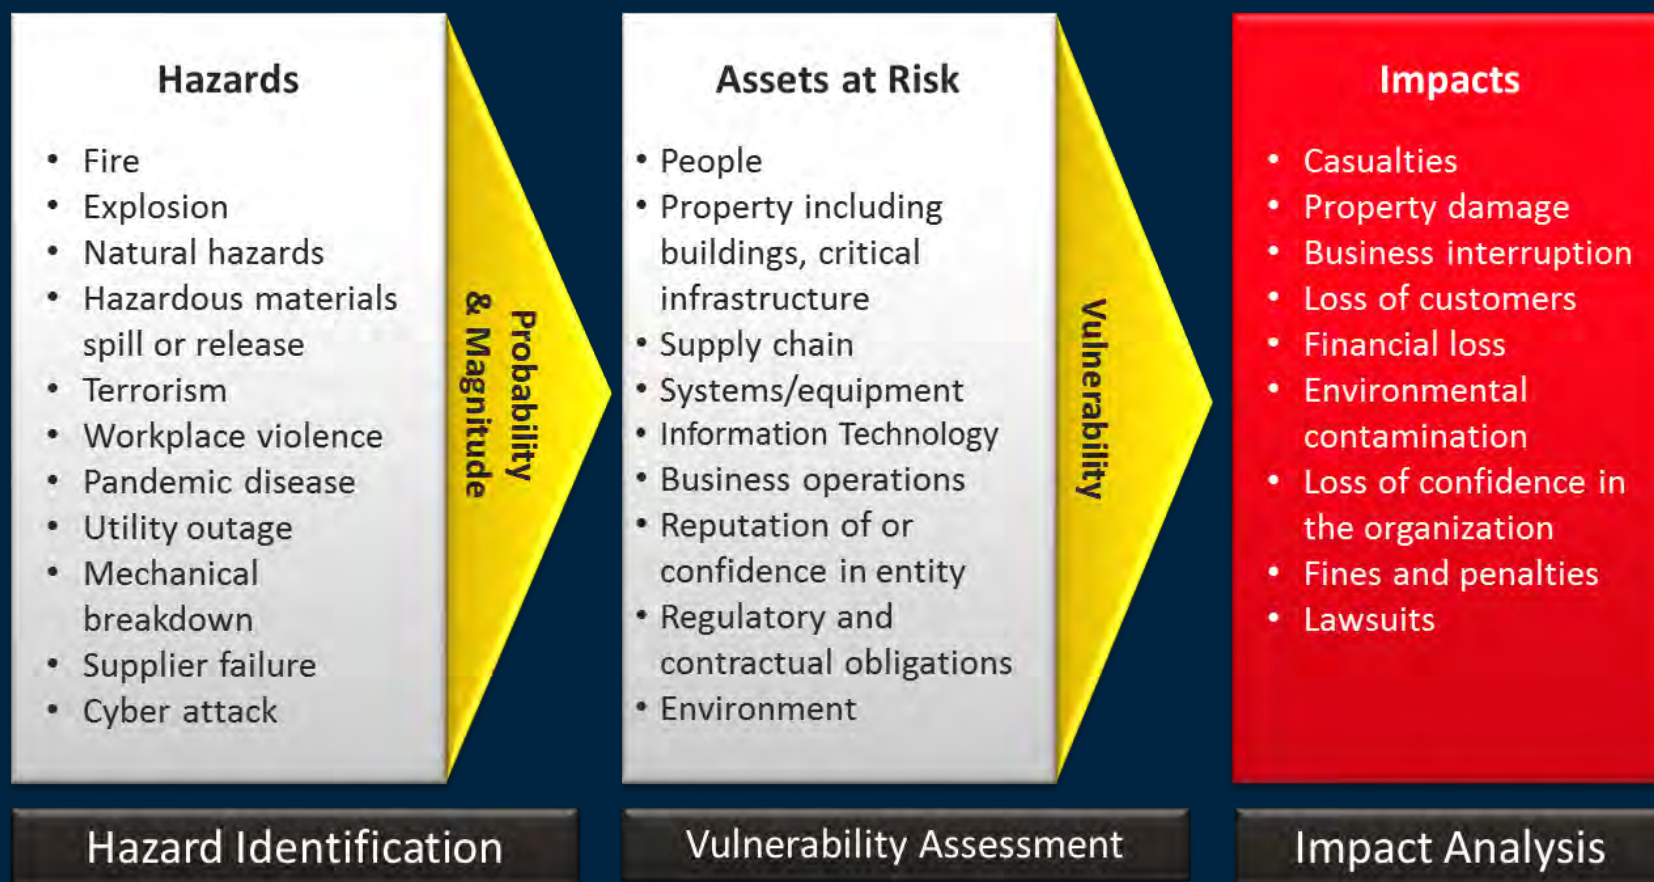 Hazards
• Fire
• Explosion
• Natural hazards
• Hazardous materials
spill or release
• Terrorism
• Workplace violence
• Pandemic disease
• Utility outage
• Mechanical
breakdown
• Supplier failure
• Cyber attack
Probability
& Magnitude
Assets at Risk
• People
• Property including
buildings, critical
infrastructure
• Supply chain
• Systems/equipment
• Information Technology
• Business operations
• Reputation of or
confidence in entity
• Regulatory and
contractual obligations
• Environment
Vulnerability
Impacts
• Casualties
• Property damage
• Business interruption
• Loss of customers
• Financial loss
• Environmental
contamination
• Loss of confidence in
the organization
• Fines and penalties
• Lawsuits
Hazard Identification
Vulnerability Assessment
Impact Analysis